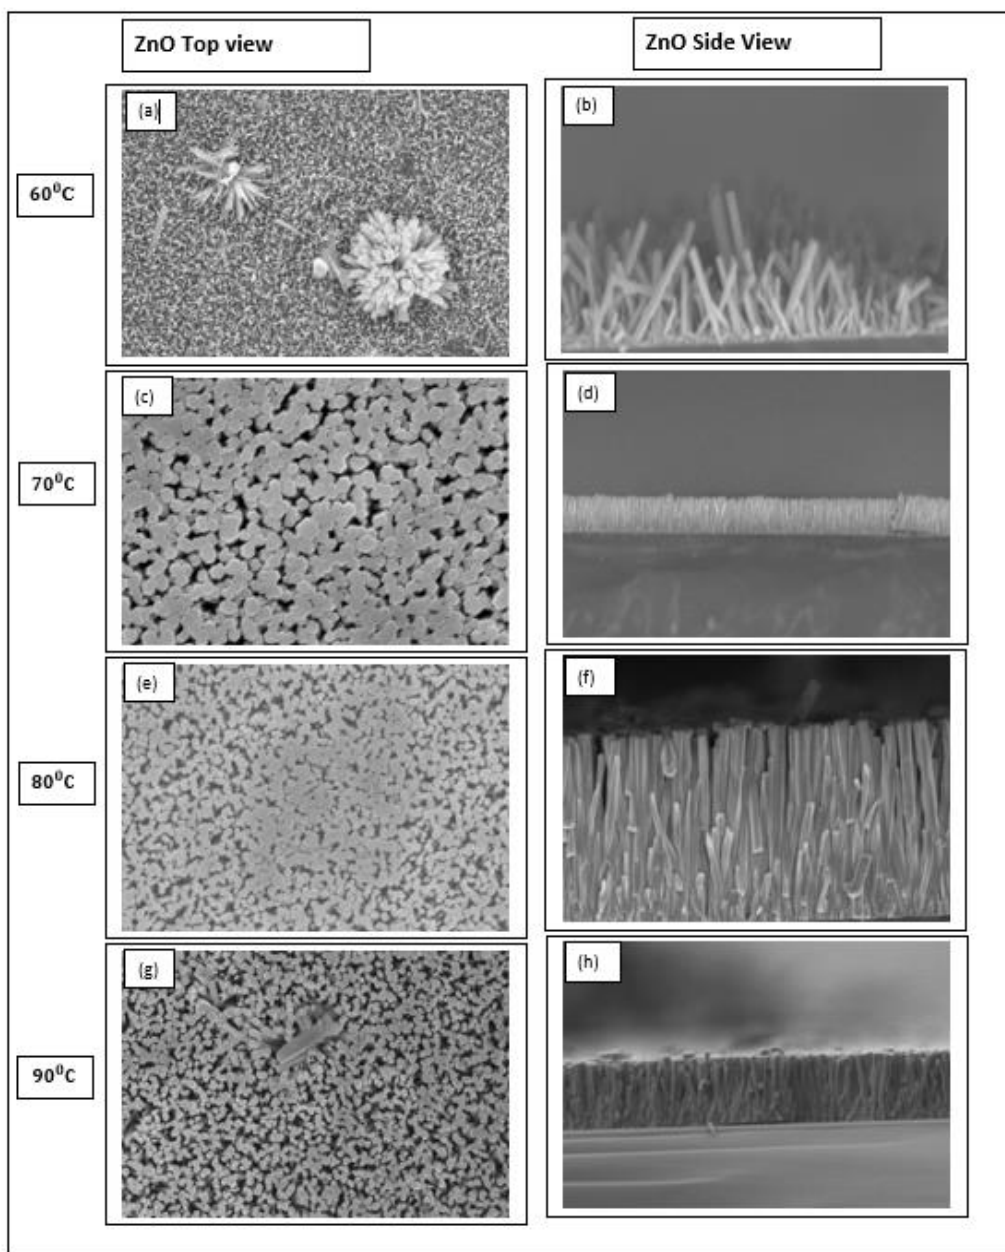 ZnO Top view
ZnO Side View
60⁰C
(a)
(b)
70⁰C
(c)
(d)
80⁰C
(e)
(f)
90⁰C
(g)
(h)